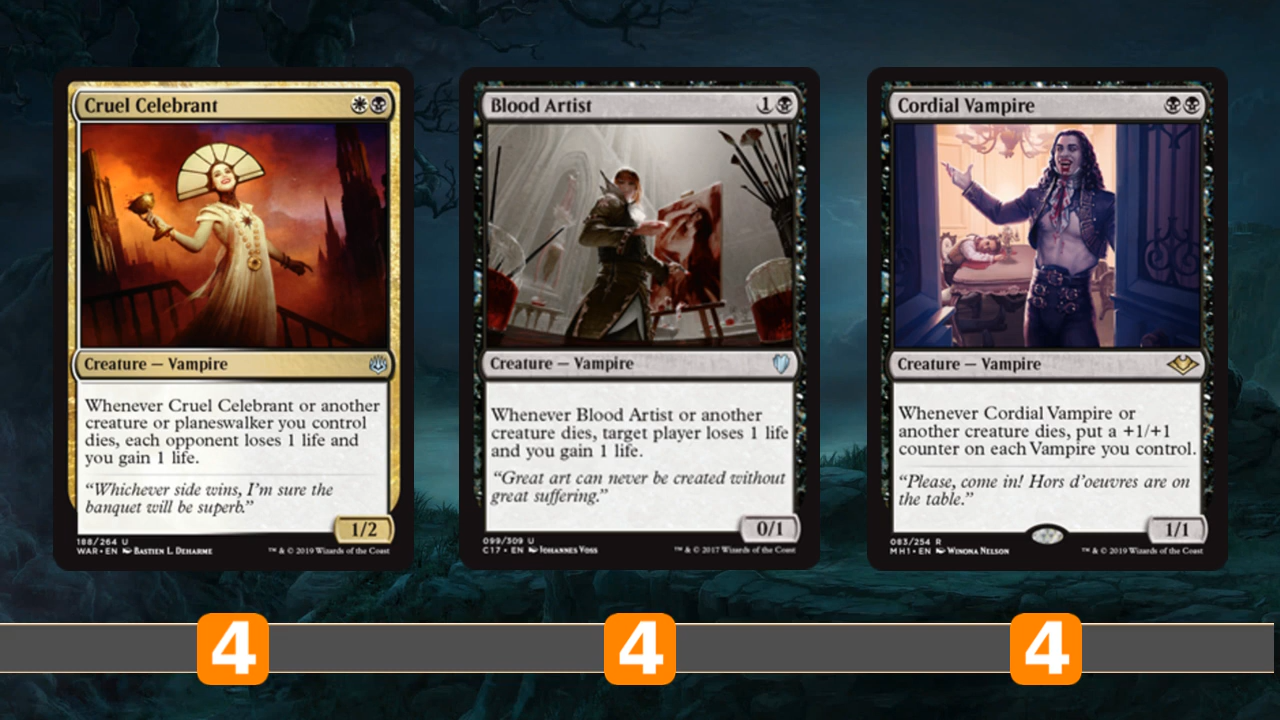 Cruel Celebrant
Creature — Vampire
Whenever Cruel Celebrant or another
creature or planeswalker you control
dies, each opponent loses 1 life and
you gain 1 life.
“Whichever side wins, I’m sure the
banquet will be superb.”
1/2
188/264 U
WAR • EN Bastien L. Deharme
™ & © 2019 Wizards of the Coast
Blood Artist
1
Creature — Vampire
Whenever Blood Artist or another
creature dies, target player loses 1 life
and you gain 1 life.
“Great art can never be created without
great suffering.”
0/1
099/309 U
C17 • EN Johannes Voss
™ & © 2017 Wizards of the Coast
Cordial Vampire
Creature — Vampire
Whenever Cordial Vampire or
another creature dies, put a +1/+1
counter on each Vampire you control.
“Please, come in! Hors d’oeuvres are on
the table.”
1/1
083/254 R
MH1 • EN Winona Nelson
™ & © 2019 Wizards of the Coast
4
4
4